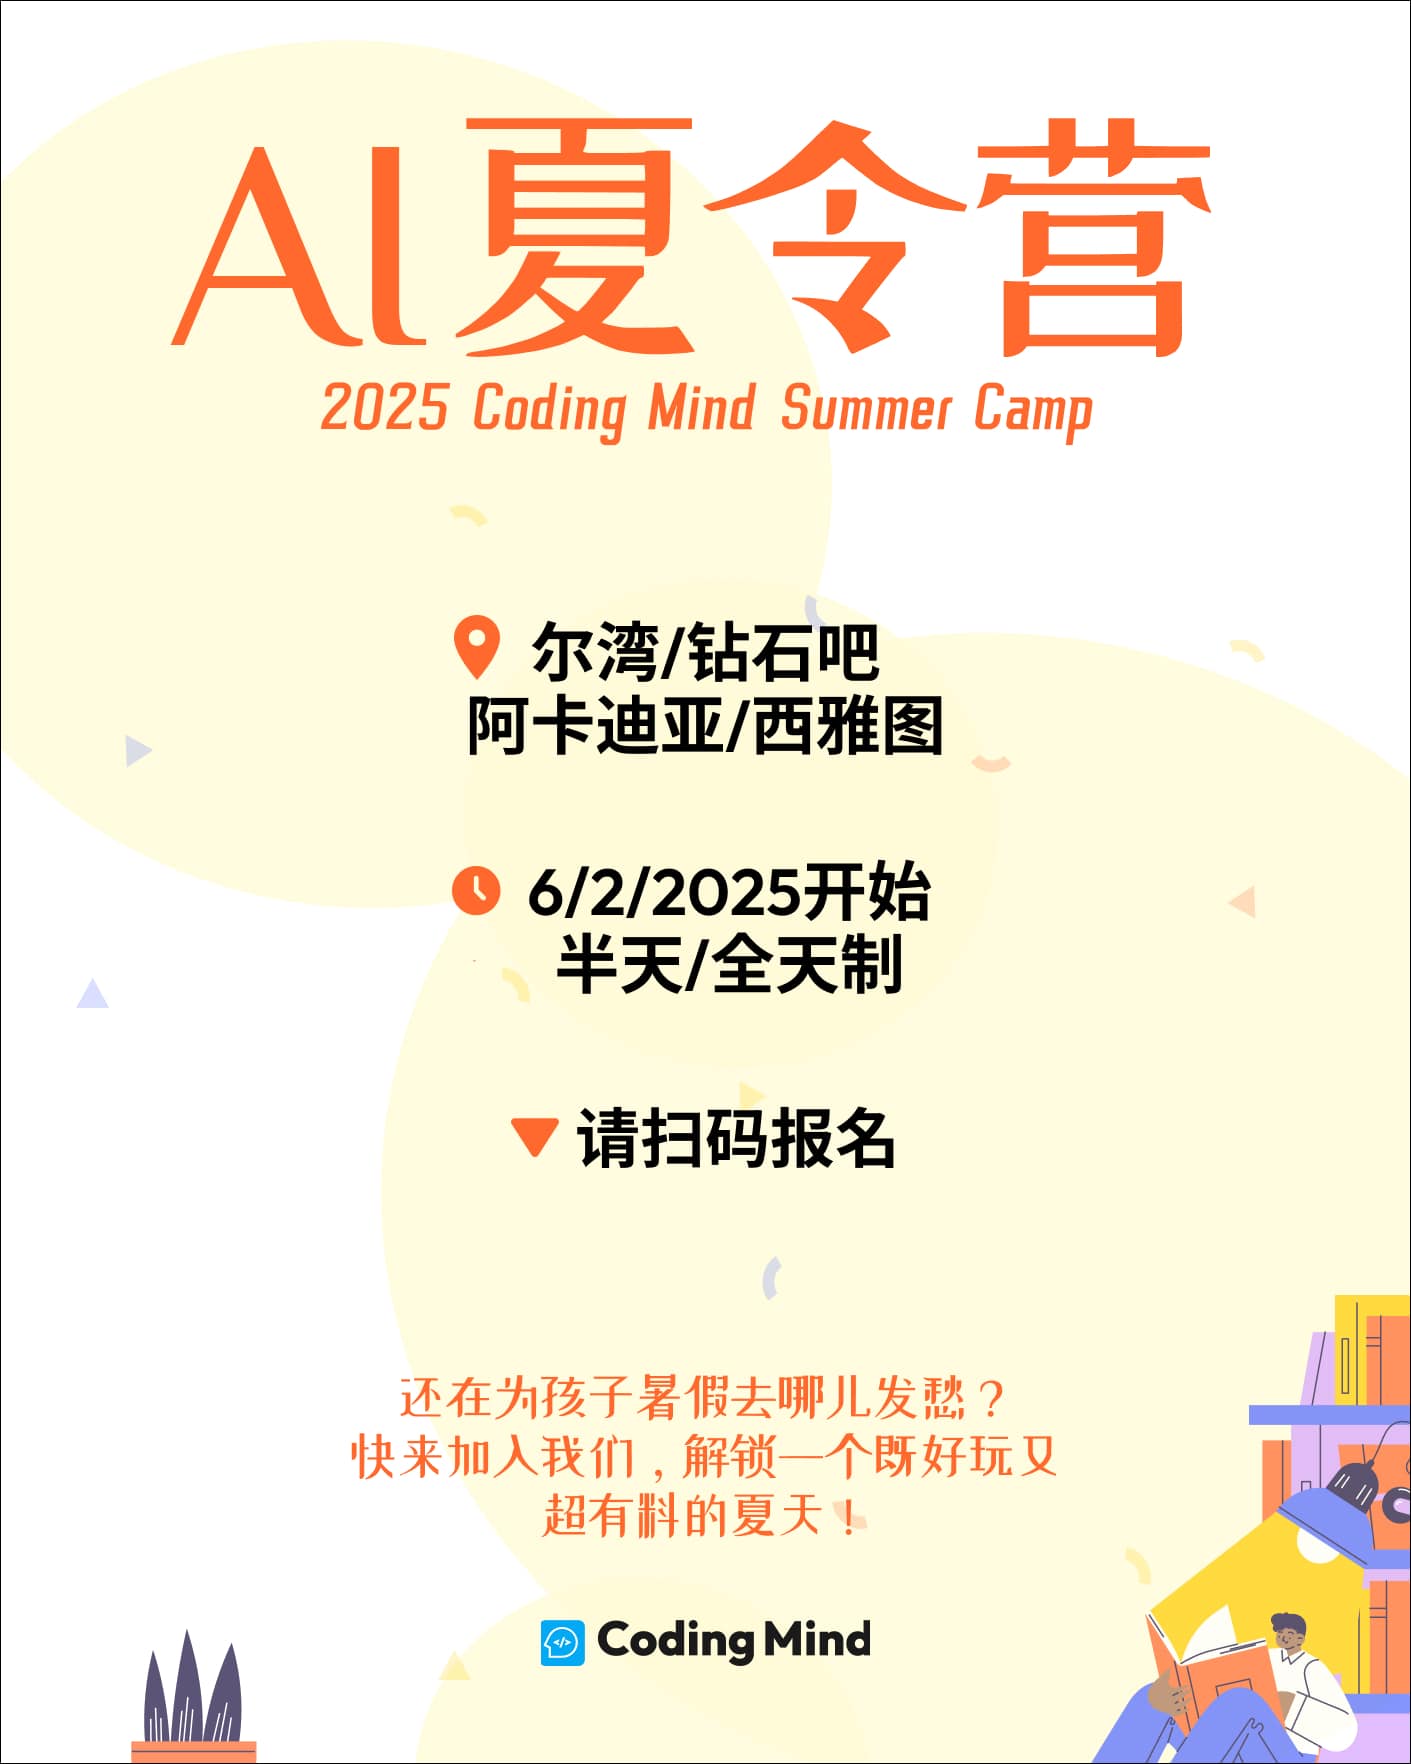 AI夏令营
2025 Coding Mind Summer Camp
尔湾/钻石吧
阿卡迪亚/西雅图
6/2/2025开始
半天/全天制
请扫码报名
还在为孩子暑假去哪儿发愁？
快来加入我们，解锁一个既好玩又
超有料的夏天！
Coding Mind